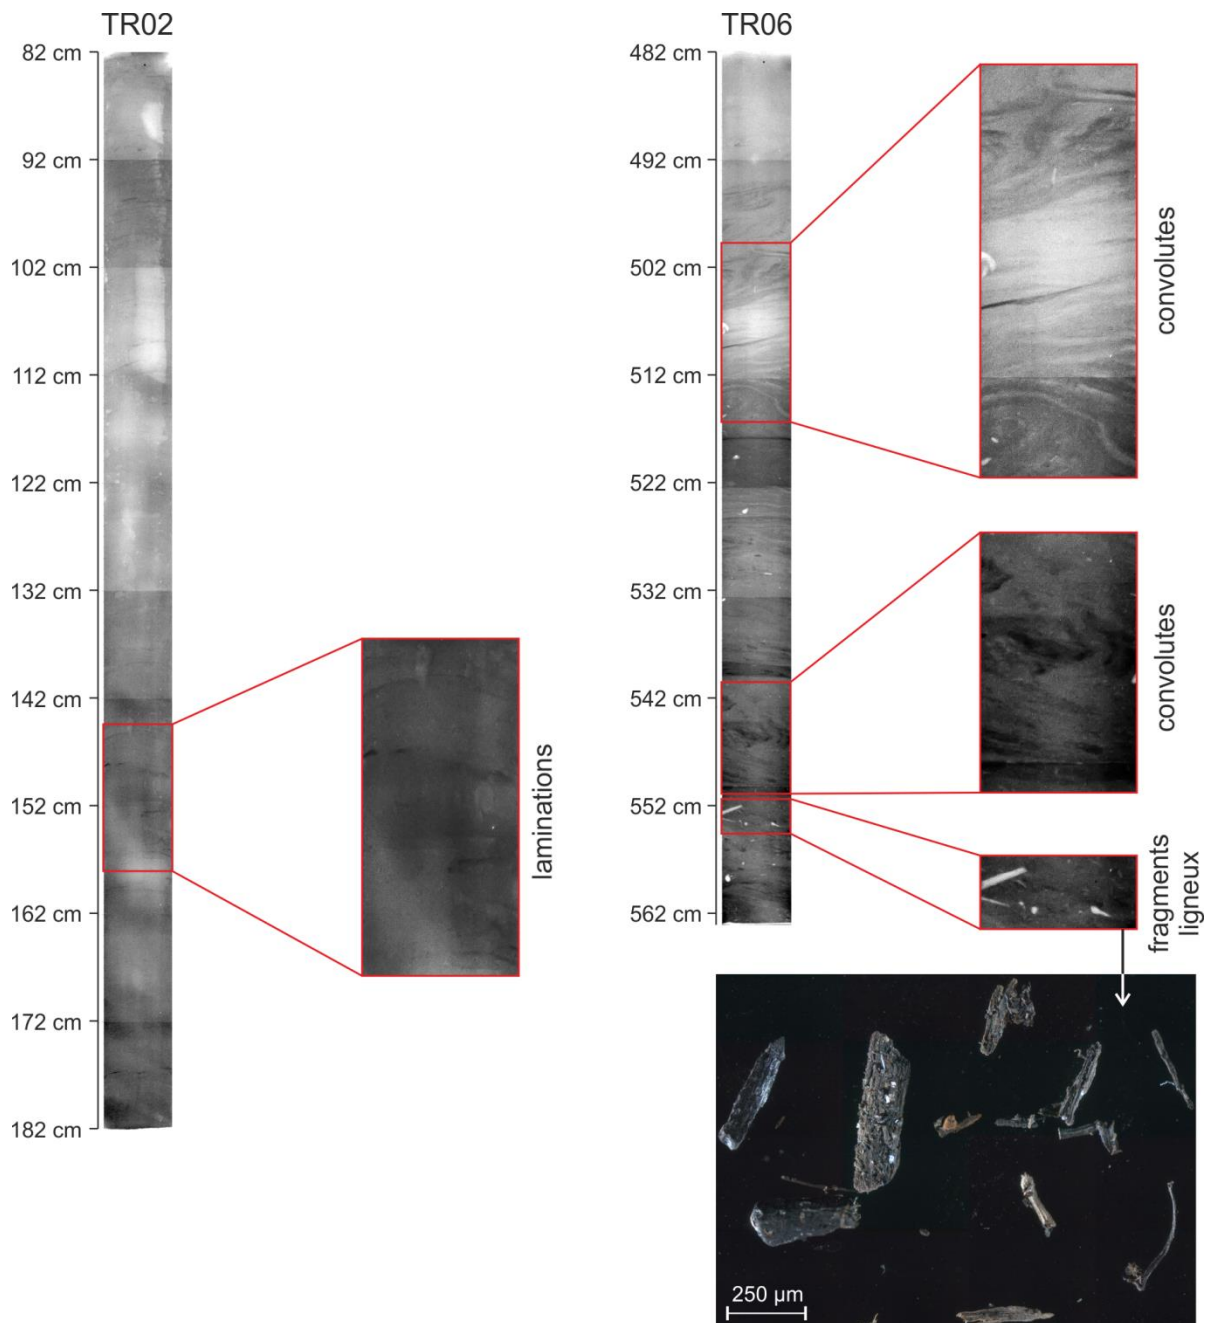 TR02
82 cm
92 cm
102 cm
112 cm
122 cm
132 cm
142 cm
152 cm
162 cm
172 cm
182 cm
laminations
TR06
482 cm
492 cm
502 cm
512 cm
522 cm
532 cm
542 cm
552 cm
562 cm
convolutes
convolutes
fragments
ligneux
250 µm